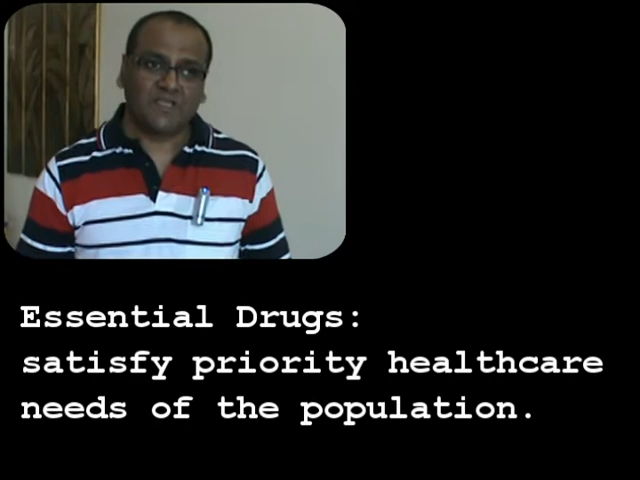 Essential Drugs:
satisfy priority healthcare
needs of the population.